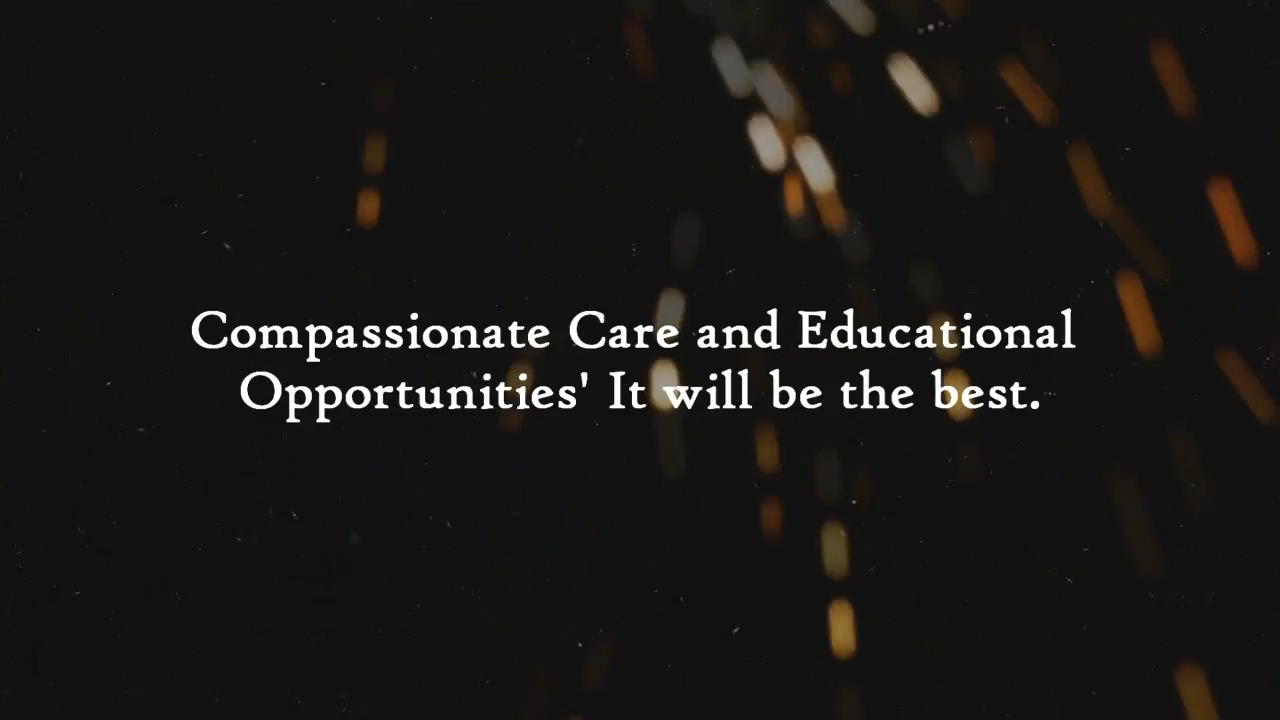 Compassionate Care and Educational
Opportunities' It will be the best.